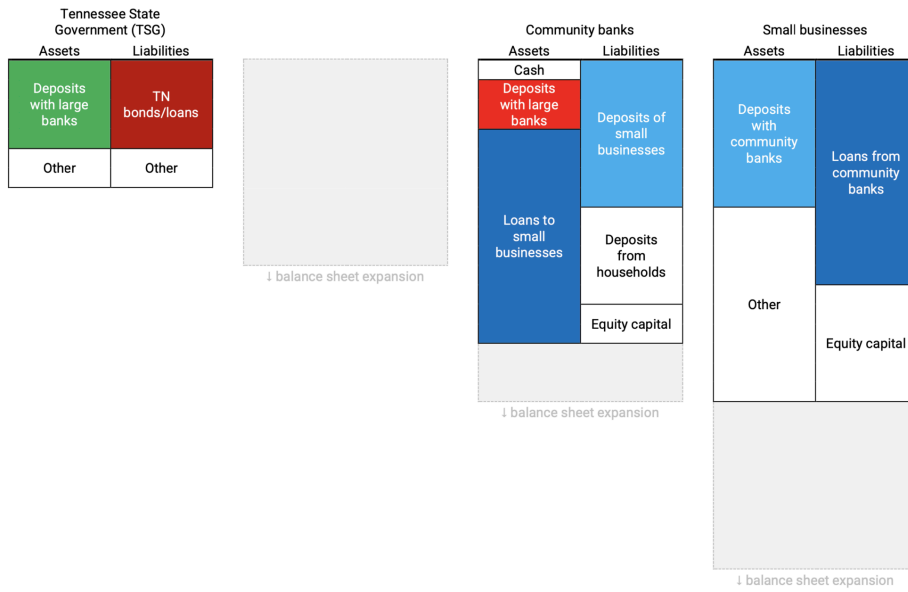 Tennessee State
Government (TSG)
Assets
Liabilities
Deposits
with large
banks
TN
bonds/loans
Other
Other
↓ balance sheet expansion
Community banks
Assets
Liabilities
Cash
Deposits
with large
banks
Loans to
small
businesses
Deposits of
small
businesses
Deposits
from
households
Equity capital
↓ balance sheet expansion
Small businesses
Assets
Liabilities
Deposits
with
community
banks
Other
Loans from
community
banks
Equity capital
↓ balance sheet expansion